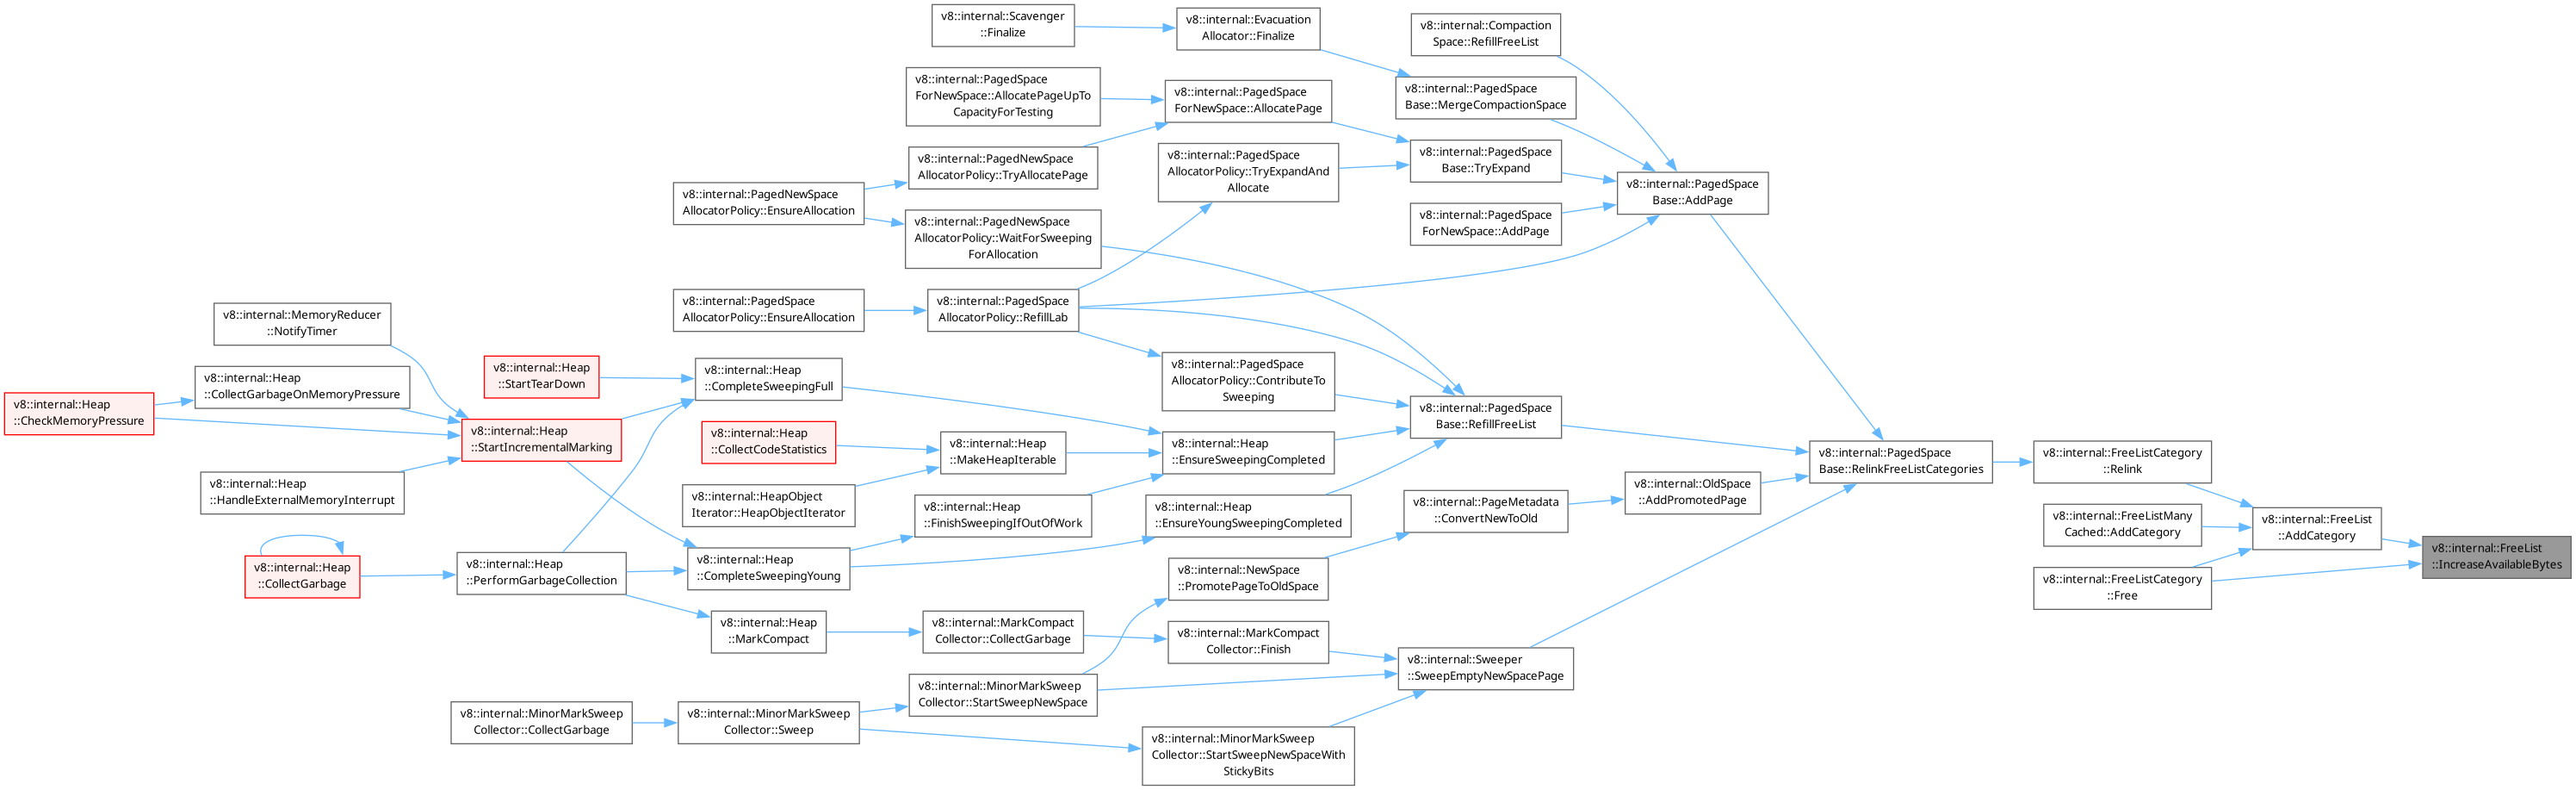 v8::internal::Scavenger
::Finalize
v8::internal::Evacuation
Allocator::Finalize
v8::internal::Compaction
Space::RefillFreeList
v8::internal::PagedSpace
ForNewSpace::AllocatePageUpTo
CapacityForTesting
v8::internal::PagedSpace
ForNewSpace::AllocatePage
v8::internal::PagedSpace
Base::MergeCompactionSpace
v8::internal::PagedNewSpace
AllocatorPolicy::TryAllocatePage
v8::internal::PagedSpace
AllocatorPolicy::TryExpandAnd
Allocate
v8::internal::PagedSpace
Base::TryExpand
v8::internal::PagedSpace
Base::AddPage
v8::internal::PagedNewSpace
AllocatorPolicy::EnsureAllocation
v8::internal::PagedNewSpace
AllocatorPolicy::WaitForSweeping
ForAllocation
v8::internal::PagedSpace
ForNewSpace::AddPage
v8::internal::PagedSpace
AllocatorPolicy::EnsureAllocation
v8::internal::PagedSpace
AllocatorPolicy::RefillLab
v8::internal::MemoryReducer
::NotifyTimer
v8::internal::Heap
::StartTearDown
v8::internal::Heap
::CompleteSweepingFull
v8::internal::PagedSpace
AllocatorPolicy::ContributeTo
Sweeping
v8::internal::Heap
::CollectGarbageOnMemoryPressure
v8::internal::Heap
::CheckMemoryPressure
v8::internal::PagedSpace
Base::RefillFreeList
v8::internal::Heap
::StartIncrementalMarking
v8::internal::Heap
::CollectCodeStatistics
v8::internal::Heap
::MakeHeapIterable
v8::internal::Heap
::EnsureSweepingCompleted
v8::internal::PagedSpace
Base::RelinkFreeListCategories
v8::internal::FreeListCategory
::Relink
v8::internal::Heap
::HandleExternalMemoryInterrupt
v8::internal::HeapObject
Iterator::HeapObjectIterator
v8::internal::Heap
::FinishSweepingIfOutOfWork
v8::internal::Heap
::EnsureYoungSweepingCompleted
v8::internal::PageMetadata
::ConvertNewToOld
v8::internal::OldSpace
::AddPromotedPage
v8::internal::FreeListMany
Cached::AddCategory
v8::internal::FreeList
::AddCategory
v8::internal::FreeList
::IncreaseAvailableBytes
v8::internal::Heap
::CollectGarbage
v8::internal::Heap
::PerformGarbageCollection
v8::internal::Heap
::CompleteSweepingYoung
v8::internal::NewSpace
::PromotePageToOldSpace
v8::internal::FreeListCategory
::Free
v8::internal::Heap
::MarkCompact
v8::internal::MarkCompact
Collector::CollectGarbage
v8::internal::MarkCompact
Collector::Finish
v8::internal::Sweeper
::SweepEmptyNewSpacePage
v8::internal::MinorMarkSweep
Collector::StartSweepNewSpace
v8::internal::MinorMarkSweep
Collector::CollectGarbage
v8::internal::MinorMarkSweep
Collector::Sweep
v8::internal::MinorMarkSweep
Collector::StartSweepNewSpaceWith
StickyBits